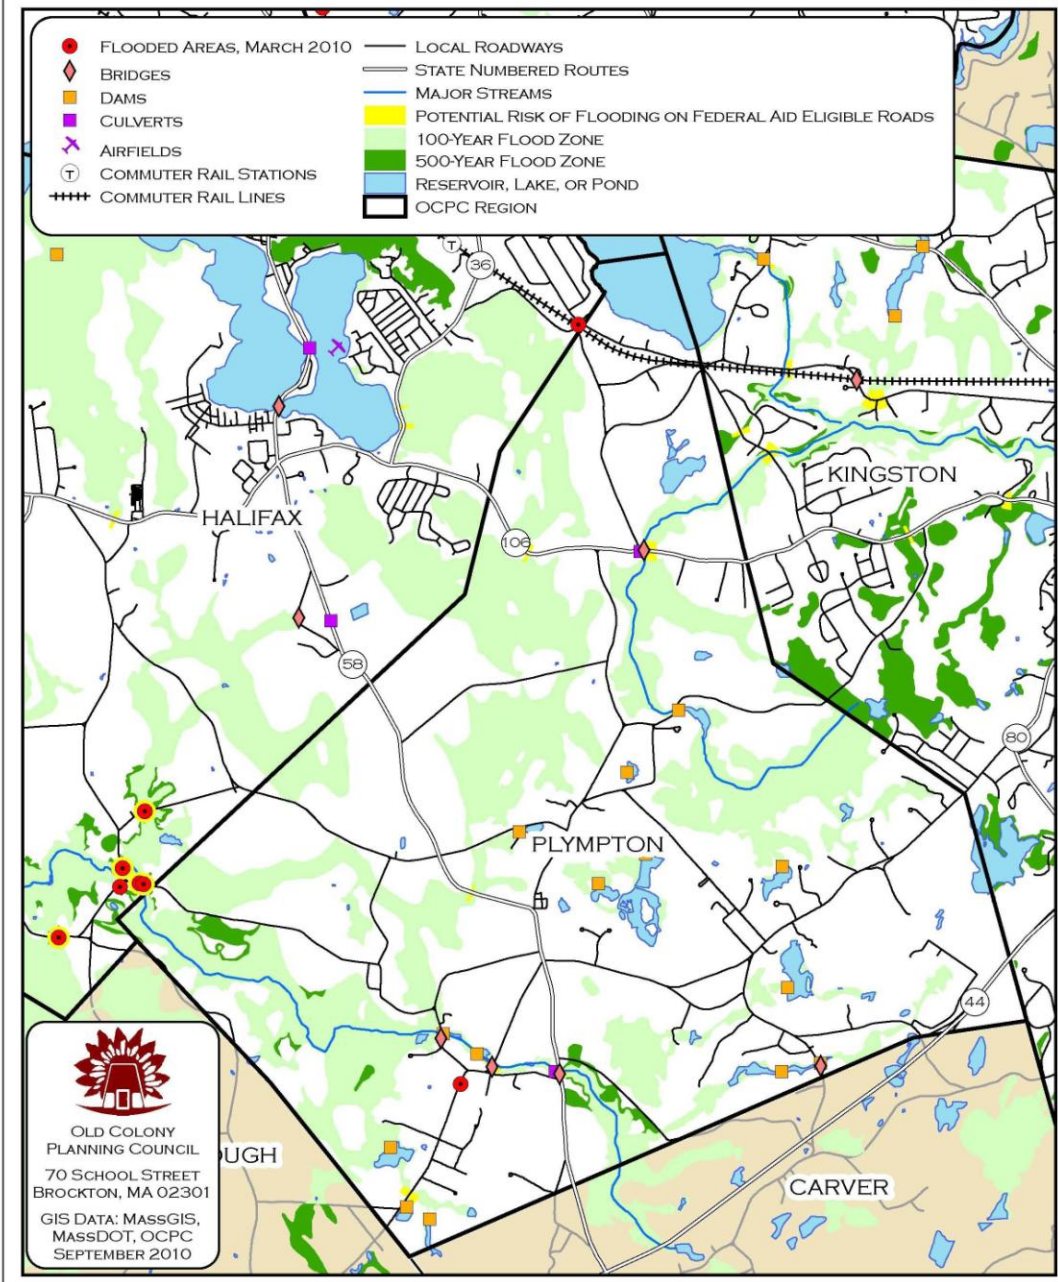 FLOODED AREAS, MARCH 2010
BRIDGES
DAMS
CULVERTS
AIRFIELDS
T COMMUTER RAIL STATIONS
COMMUTER RAIL LINES
LOCAL ROADWAYS
STATE NUMBERED ROUTES
MAJOR STREAMS
POTENTIAL RISK OF FLOODING ON FEDERAL AID ELIGIBLE ROADS
100-YEAR FLOOD ZONE
500-YEAR FLOOD ZONE
RESERVOIR, LAKE, OR POND
OCPC REGION
T
36
KINGSTON
HALIFAX
106
58
80
PLYMPTON
44
OLD COLONY
PLANNING COUNCIL
70 SCHOOL STREET
BROCKTON, MA 02301
GIS DATA: MASSGIS,
MASSDOT, OCPC
SEPTEMBER 2010
OUGH
CARVER